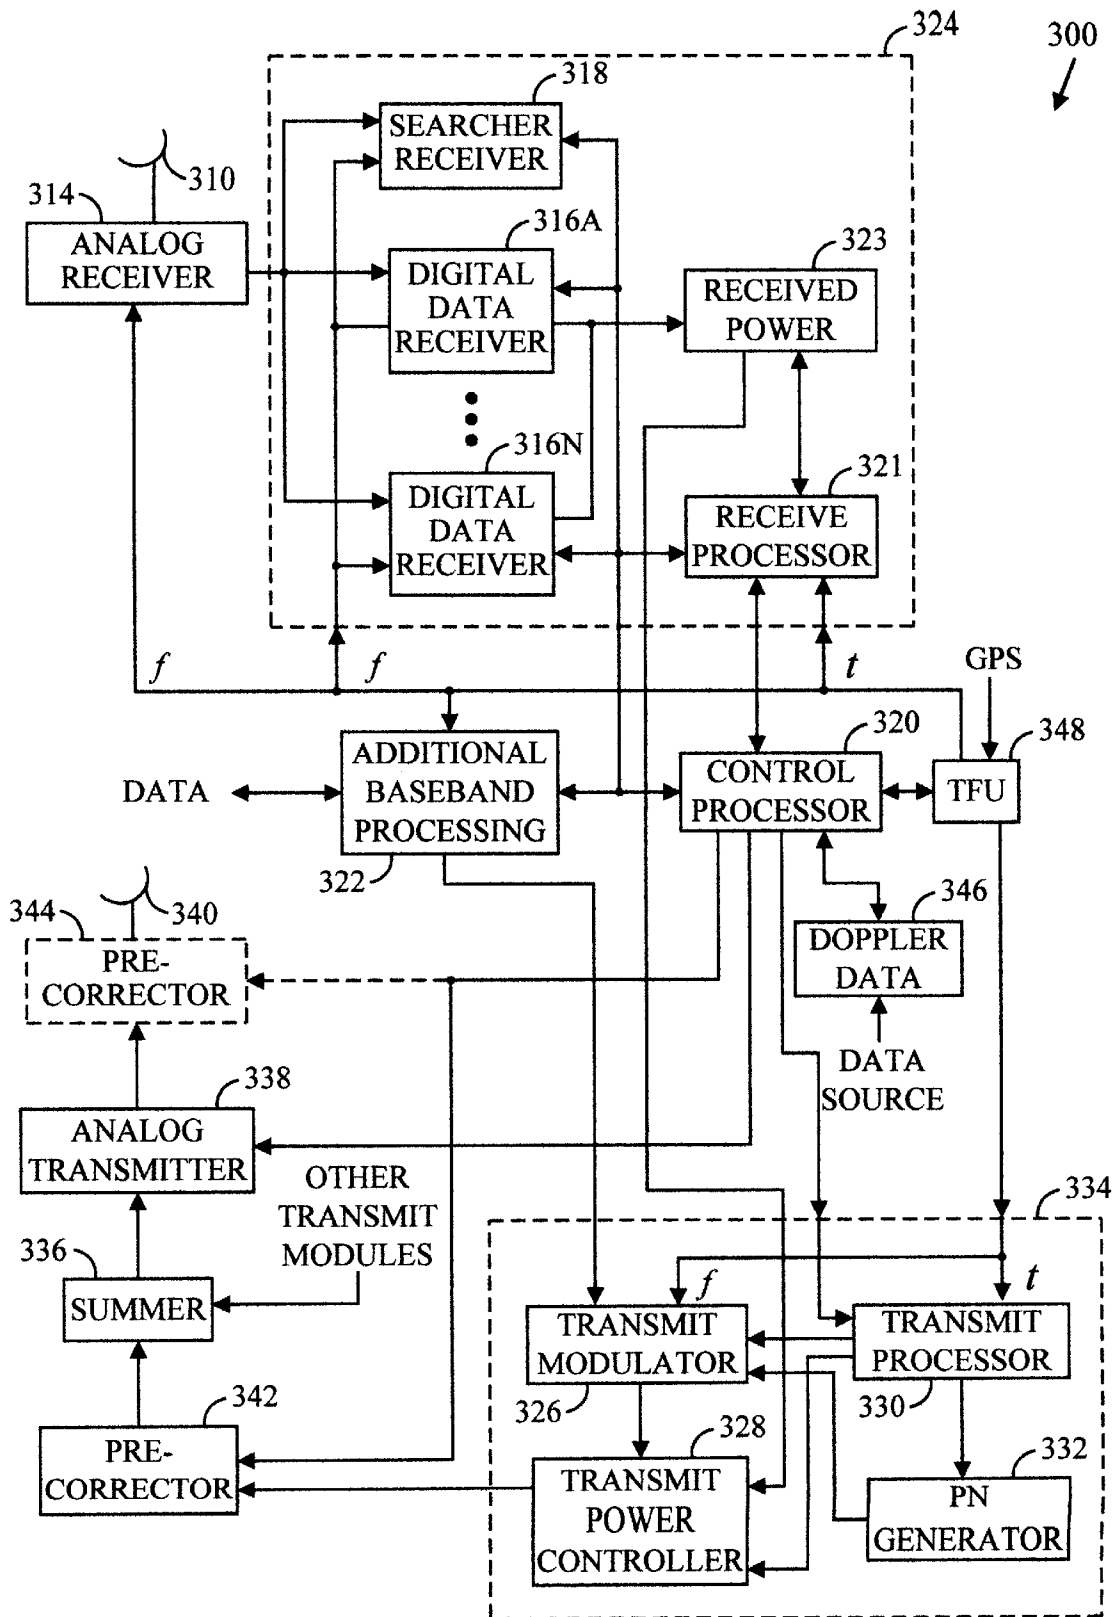 324
300
318
SEARCHER
RECEIVER
310
314
ANALOG
RECEIVER
316A
DIGITAL
DATA
RECEIVER
323
RECEIVED
POWER
316N
DIGITAL
DATA
RECEIVER
321
RECEIVE
PROCESSOR
f
f
t
GPS
320
348
ADDITIONAL
BASEBAND
PROCESSING
CONTROL
PROCESSOR
TFU
DATA
322
344
340
346
PRE-
CORRECTOR
DOPPLER
DATA
DATA
SOURCE
338
ANALOG
TRANSMITTER
OTHER
TRANSMIT
MODULES
334
336
SUMMER
f
t
TRANSMIT
MODULATOR
TRANSMIT
PROCESSOR
326
330
342
328
332
PRE-
CORRECTOR
TRANSMIT
POWER
CONTROLLER
PN
GENERATOR